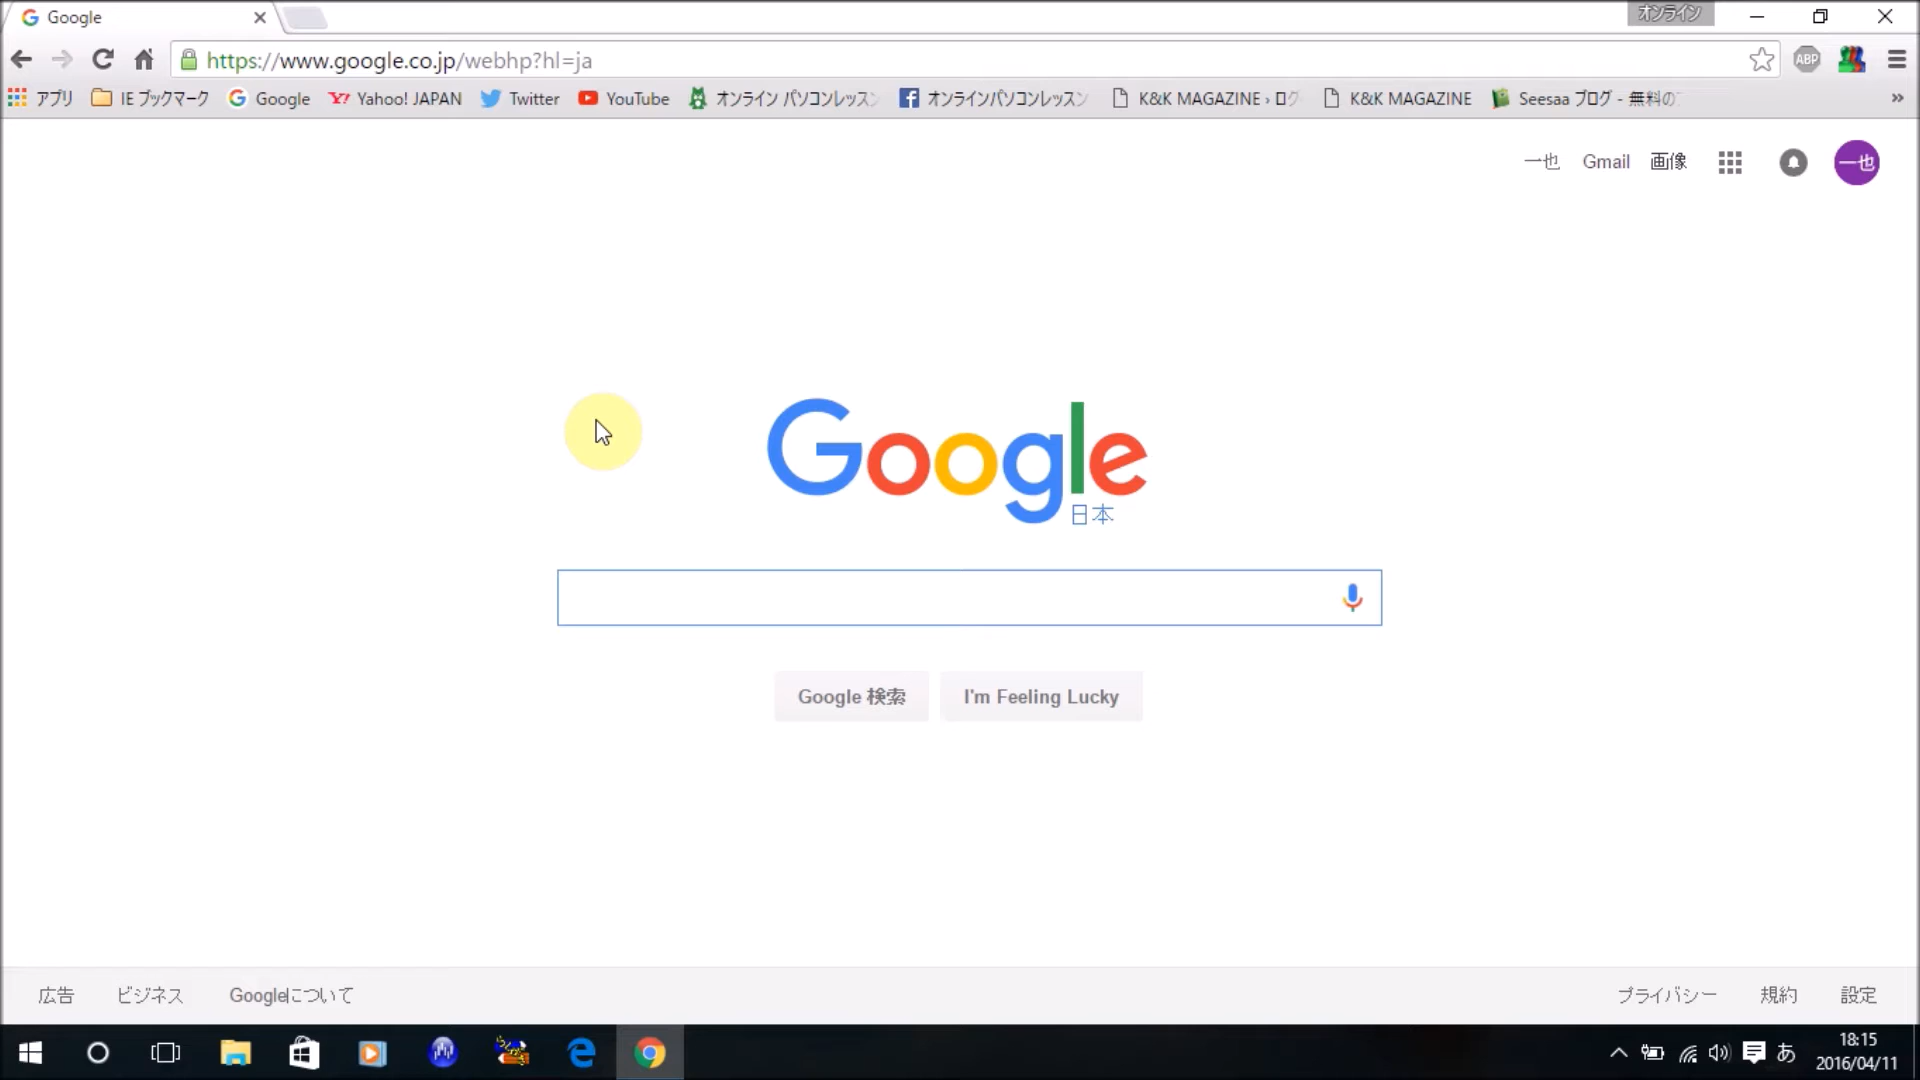 Google
オンライン
https://www.google.co.jp/webhp?hl=ja
ABP
アプリ IE ブックマーク Google Yahoo! JAPAN Twitter YouTube オンライン パソコンレッスン オンラインパソコンレッスン K&K MAGAZINE › ログ K&K MAGAZINE Seesaa ブログ - 無料の »
一也 Gmail 画像 一也
Google
日本
Google 検索 I'm Feeling Lucky
広告 ビジネス Googleについて プライバシー 規約 設定
あ 18:15
2016/04/11